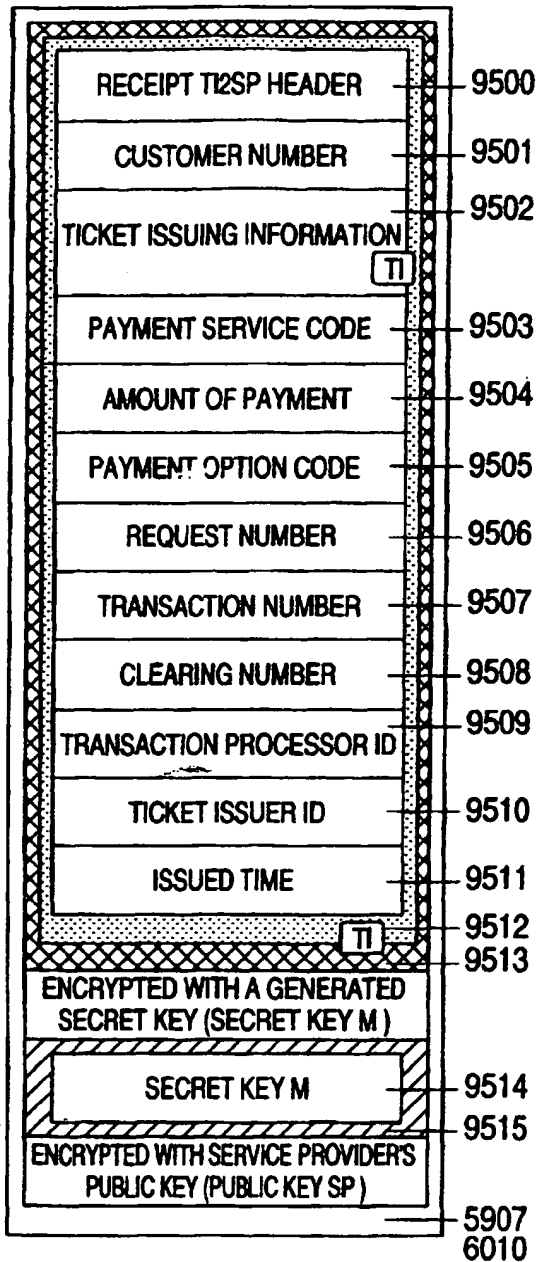 RECEIPT TI2SP HEADER 9500
CUSTOMER NUMBER 9501
9502
TICKET ISSUING INFORMATION
TI
PAYMENT SERVICE CODE 9503
AMOUNT OF PAYMENT 9504
PAYMENT OPTION CODE 9505
REQUEST NUMBER 9506
TRANSACTION NUMBER 9507
CLEARING NUMBER 9508
9509
TRANSACTION PROCESSOR ID
TICKET ISSUER ID 9510
ISSUED TIME 9511
TI 9512
9513
ENCRYPTED WITH A GENERATED
SECRET KEY (SECRET KEY M )
SECRET KEY M 9514
9515
ENCRYPTED WITH SERVICE PROVIDER'S
PUBLIC KEY (PUBLIC KEY SP )
5907
6010